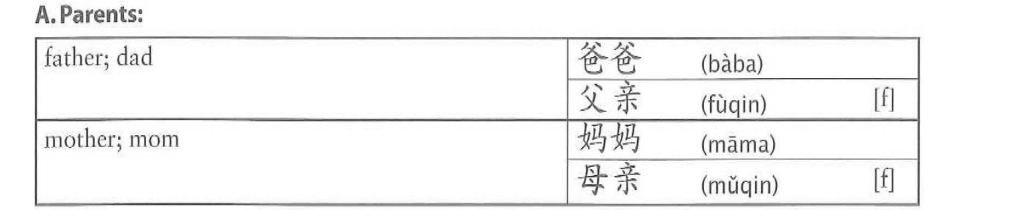 A. Parents:
father; dad 爸爸 (bàba)
父亲 (fùqin) [f]
mother; mom 妈妈 (māma)
母亲 (mǔqin) [f]